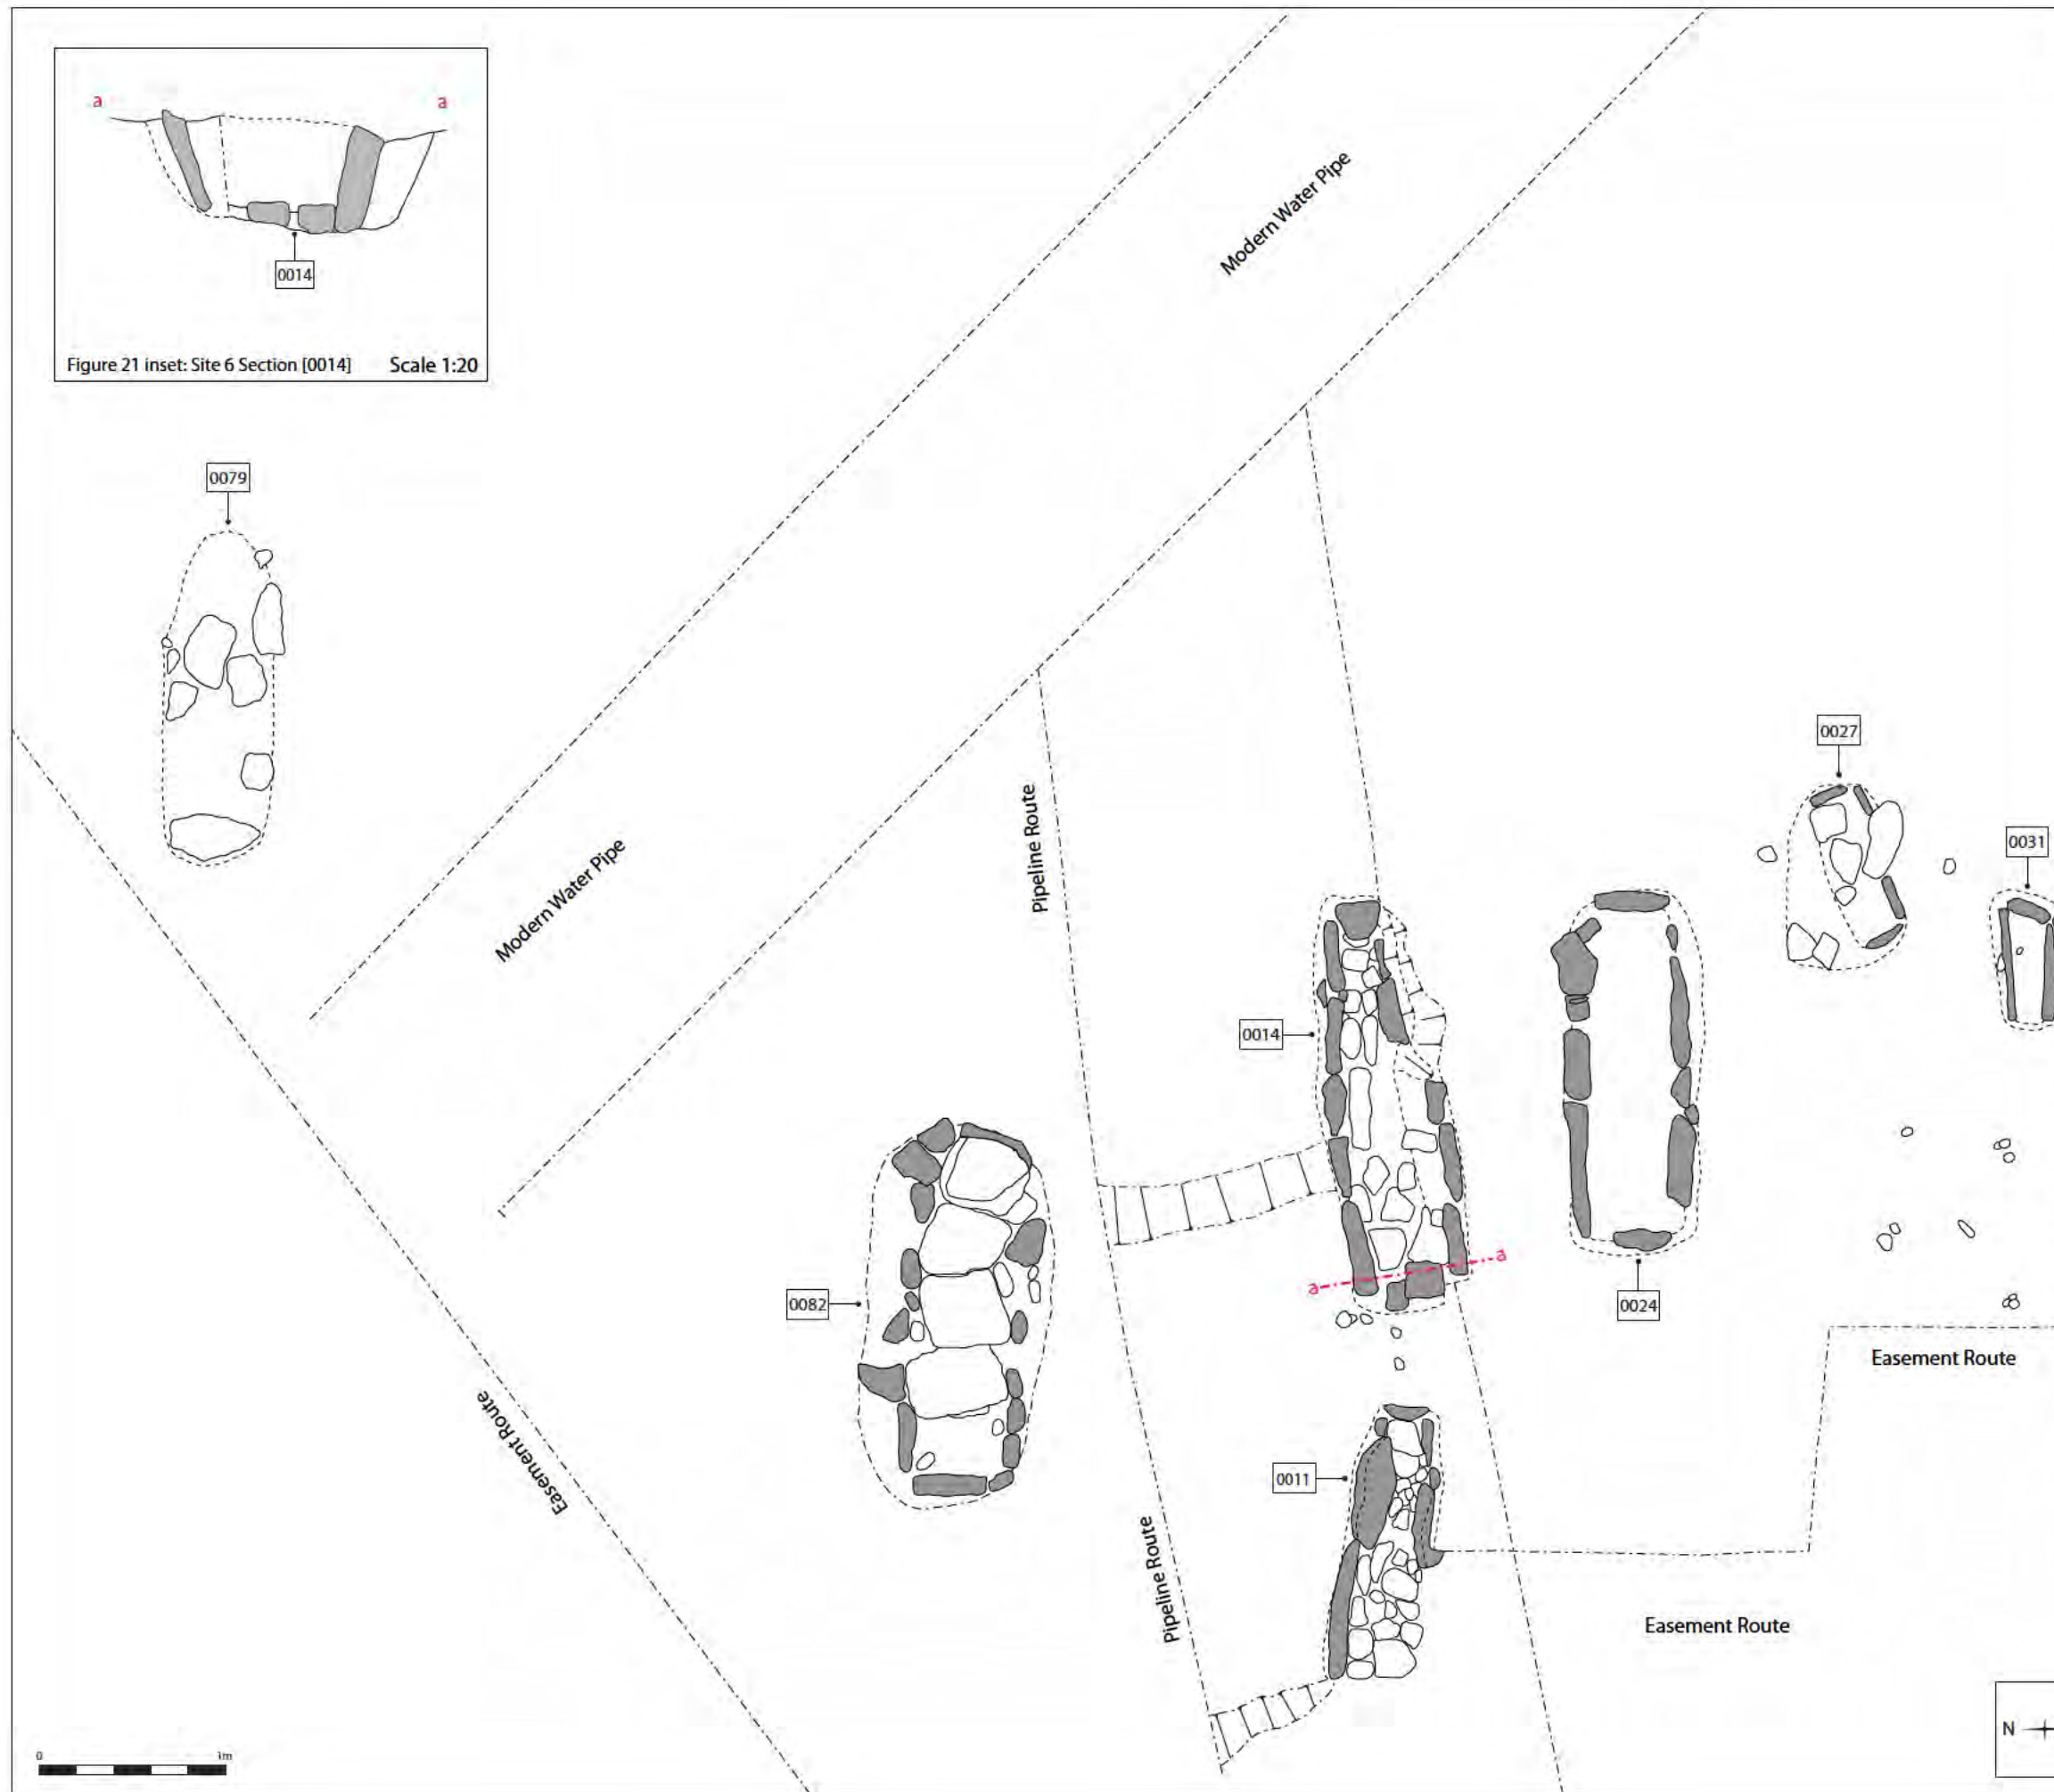 a
a
0014
Figure 21 inset: Site 6 Section [0014] Scale 1:20
Modern Water Pipe
0079
0027
Pipeline Route
0031
Modern Water Pipe
0014
a
a
0082
0024
Easement Route
Easement Route
0011
Pipeline Route
Easement Route
N
0 1m